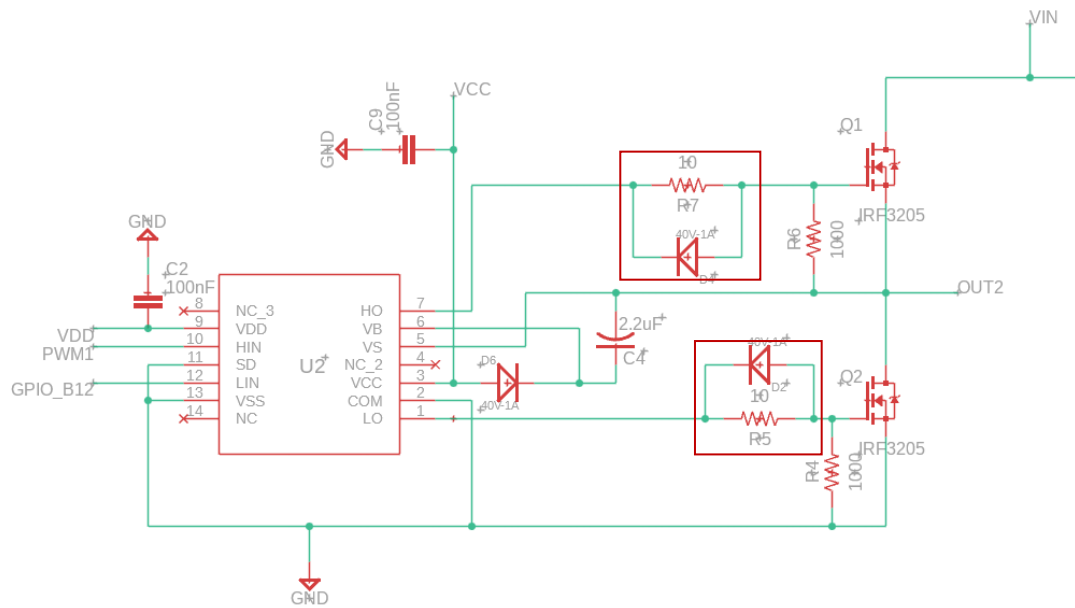 VIN
VCC
C9
100nF
GND
Q1
10
R7
IRF3205
40V-1A
D4
R6
1000
GND
C2
100nF
OUT2
8
NC_3
HO
7
VDD
9
VDD
VB
6
PWM1
10
HIN
VS
5
11
SD
U2
NC_2
4
GPIO_B12
12
LIN
VCC
3
13
VSS
COM
2
14
NC
LO
1
2.2uF
C4
D6
40V-1A
40V-1A
D2
10
R5
Q2
IRF3205
R4
1000
GND